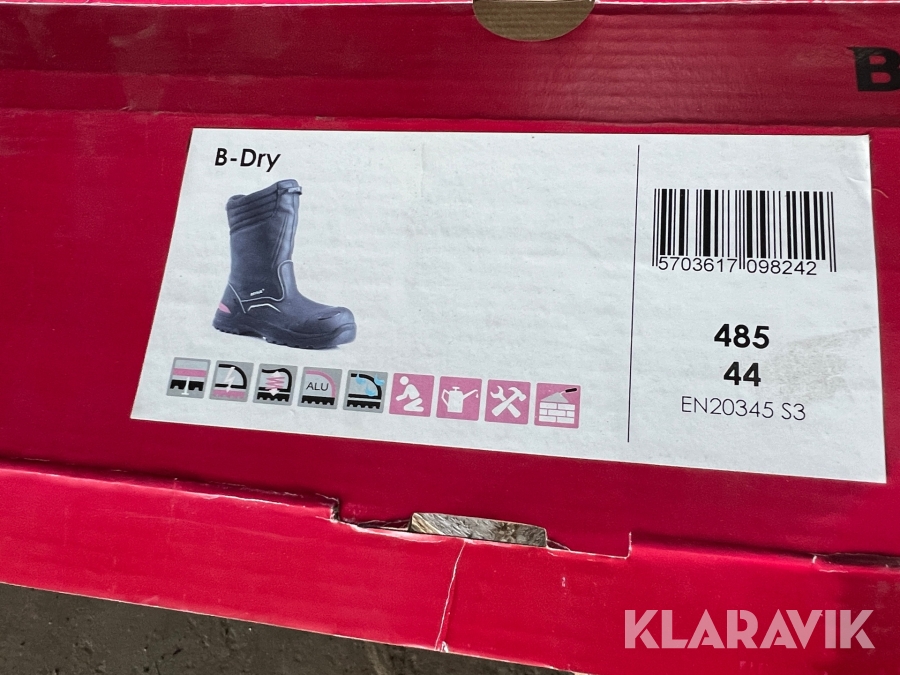 B
B-Dry
5703617 098242
485
44
EN20345 S3
ALU
KLARAVIK